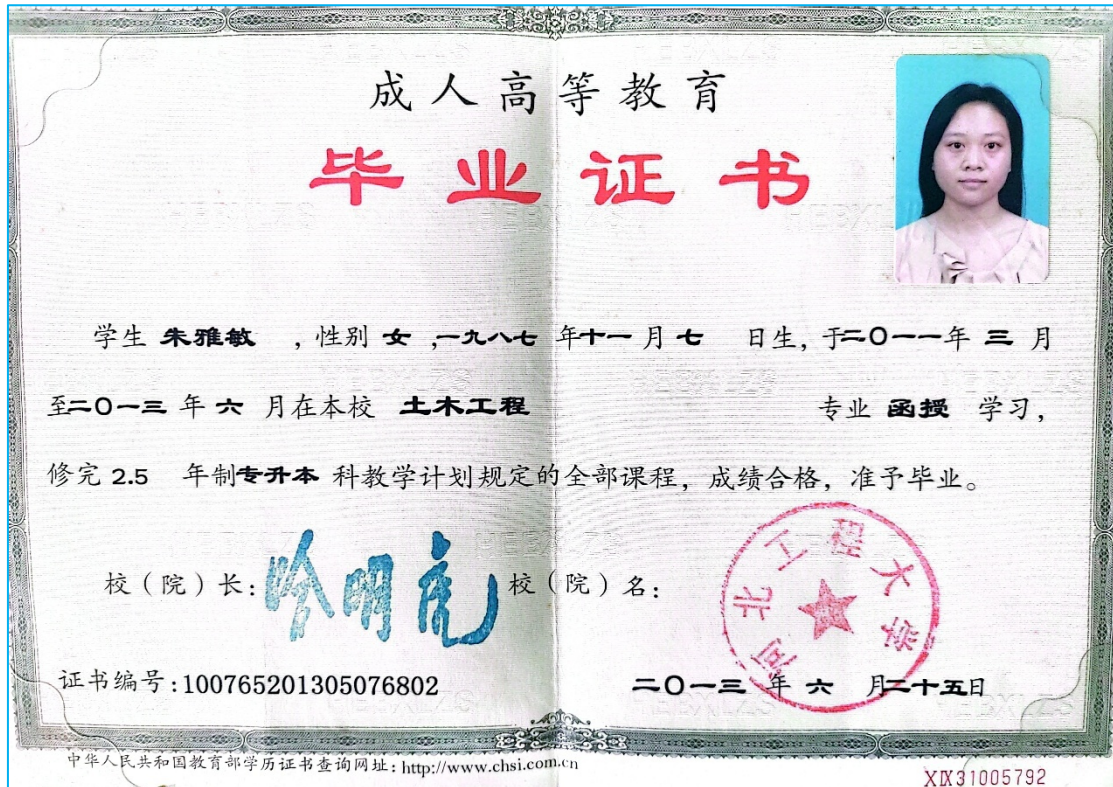 成人高等教育
毕业证书
学生 朱雅敏 ，性别 女 ,一九八七 年十一月七 日生，于二〇一一年 三 月
至二〇一三 年 六 月在本校 土木工程 专业 函授 学习，
修完 2.5 年制专升本 科教学计划规定的全部课程，成绩合格，准予毕业。
校（院）长： 哈明虎 校（院）名：
河北工程大学
证书编号：100765201305076802 二〇一三 年 六 月二十五日
中华人民共和国教育部学历证书查询网址：http://www.chsi.com.cn
XIX31005792